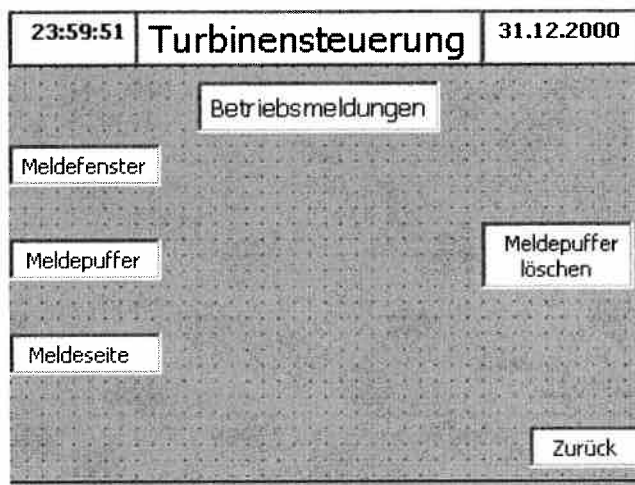 23:59:51 Turbinensteuerung 31.12.2000
Betriebsmeldungen
Meldefenster
Meldepuffer
Meldepuffer
löschen
Meldeseite
Zurück